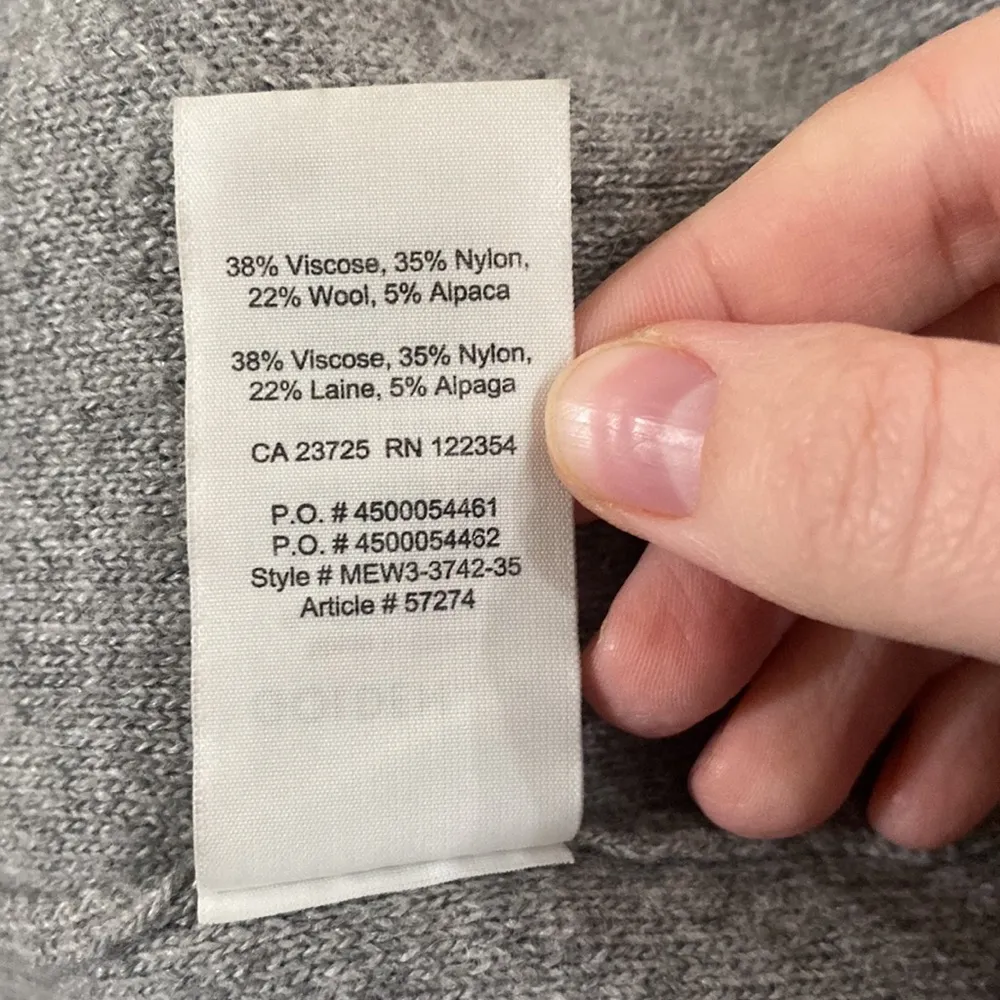 38% Viscose, 35% Nylon,
22% Wool, 5% Alpaca
38% Viscose, 35% Nylon,
22% Laine, 5% Alpaga
CA 23725 RN 122354
P.O. # 4500054461
P.O. # 4500054462
Style # MEW3-3742-35
Article # 57274